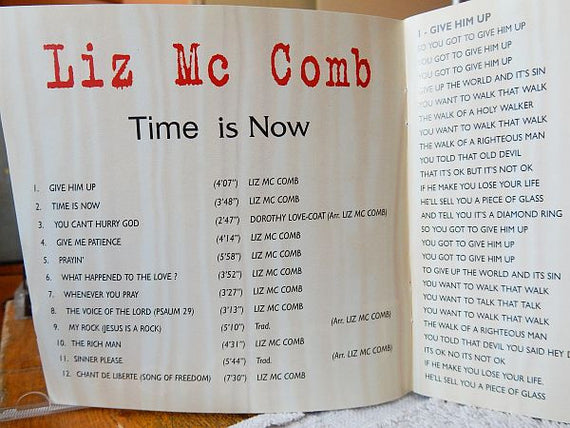 Liz Mc Comb
Time is Now
1. GIVE HIM UP (4'07") LIZ MC COMB
2. TIME IS NOW (3'48") LIZ MC COMB
3. YOU CAN'T HURRY GOD (2'47") DOROTHY LOVE-COAT (Arr. LIZ MC COMB)
4. GIVE ME PATIENCE (4'14") LIZ MC COMB
5. PRAYIN' (5'58") LIZ MC COMB
6. WHAT HAPPENED TO THE LOVE ? (3'52") LIZ MC COMB
7. WHENEVER YOU PRAY (3'27") LIZ MC COMB
8. THE VOICE OF THE LORD (PSALM 29) (3'13") LIZ MC COMB
9. MY ROCK (JESUS IS A ROCK) (5'10") Trad. (Arr. LIZ MC COMB)
10. THE RICH MAN (4'31") LIZ MC COMB
11. SINNER PLEASE (5'44") Trad. (Arr. LIZ MC COMB)
12. CHANT DE LIBERTE (SONG OF FREEDOM) (7'30") LIZ MC COMB
1 - GIVE HIM UP
SO YOU GOT TO GIVE HIM UP
YOU GOT TO GIVE HIM UP
YOU GOT TO GIVE HIM UP
GIVE UP THE WORLD AND IT'S SIN
YOU WANT TO WALK THAT WALK
THE WALK OF A HOLY WALKER
YOU WANT TO WALK THAT WALK
THE WALK OF A RIGHTEOUS MAN
YOU TOLD THAT OLD DEVIL
THAT IT'S OK BUT IT'S NOT OK
IF HE MAKE YOU LOSE YOUR LIFE
HE'LL SELL YOU A PIECE OF GLASS
AND TELL YOU IT'S A DIAMOND RING
SO YOU GOT TO GIVE HIM UP
YOU GOT TO GIVE HIM UP
YOU GOT TO GIVE HIM UP
TO GIVE UP THE WORLD AND ITS SIN
YOU WANT TO WALK THAT WALK
YOU WANT TO TALK THAT TALK
YOU WANT TO WALK THAT WALK
THE WALK OF A RIGHTEOUS MAN
YOU TOLD THAT DEVIL YOU SAID HEY
ITS OK NO IT'S NOT OK
IF HE MAKE YOU LOSE YOUR LIFE.
HE'LL SELL YOU A PIECE OF GLASS